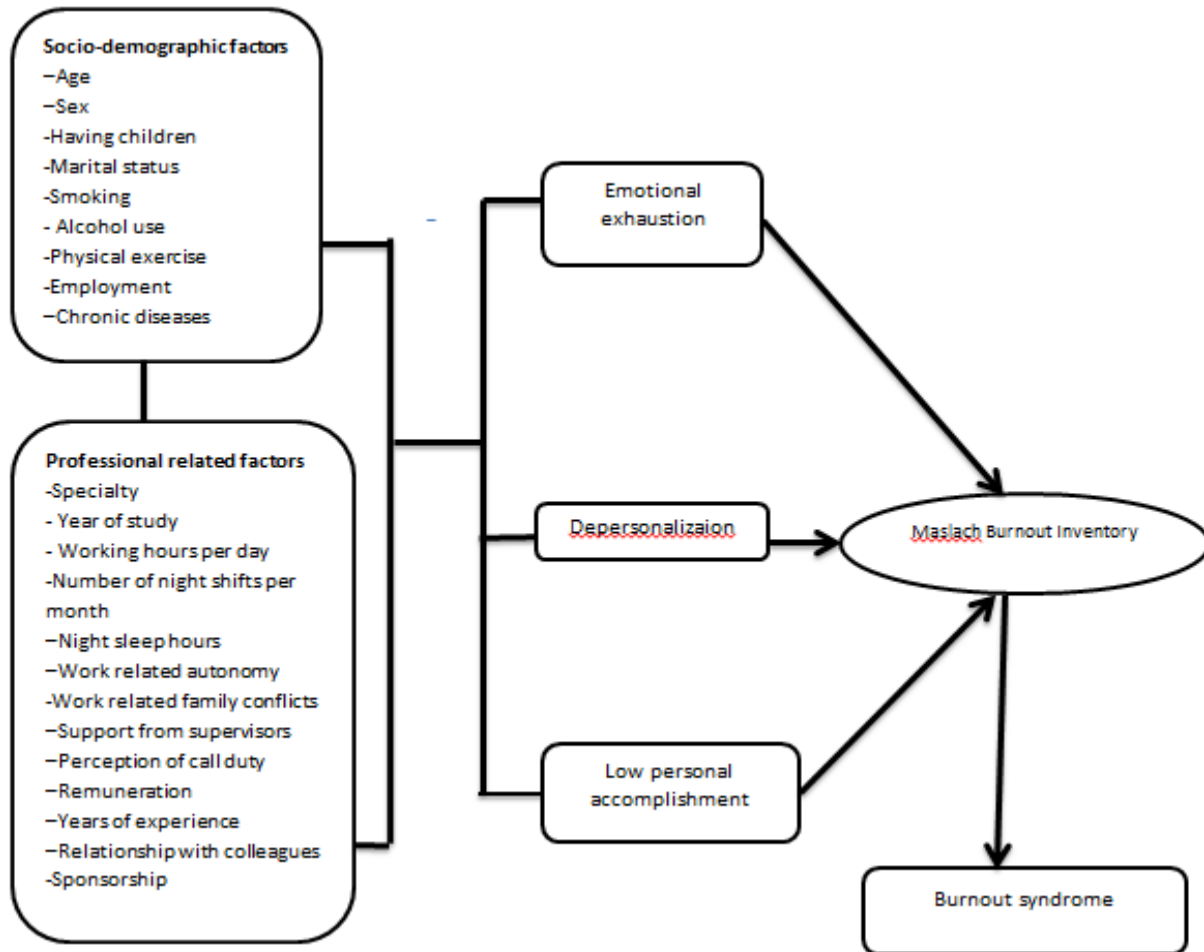 Socio-demographic factors
–Age
–Sex
-Having children
-Marital status
-Smoking
- Alcohol use
-Physical exercise
-Employment
–Chronic diseases
Professional related factors
-Specialty
- Year of study
- Working hours per day
-Number of night shifts per
month
–Night sleep hours
–Work related autonomy
-Work related family conflicts
–Support from supervisors
–Perception of call duty
–Remuneration
–Years of experience
–Relationship with colleagues
-Sponsorship
Emotional
exhaustion
Depersonalizaion
Low personal
accomplishment
Maslach Burnout Inventory
Burnout syndrome